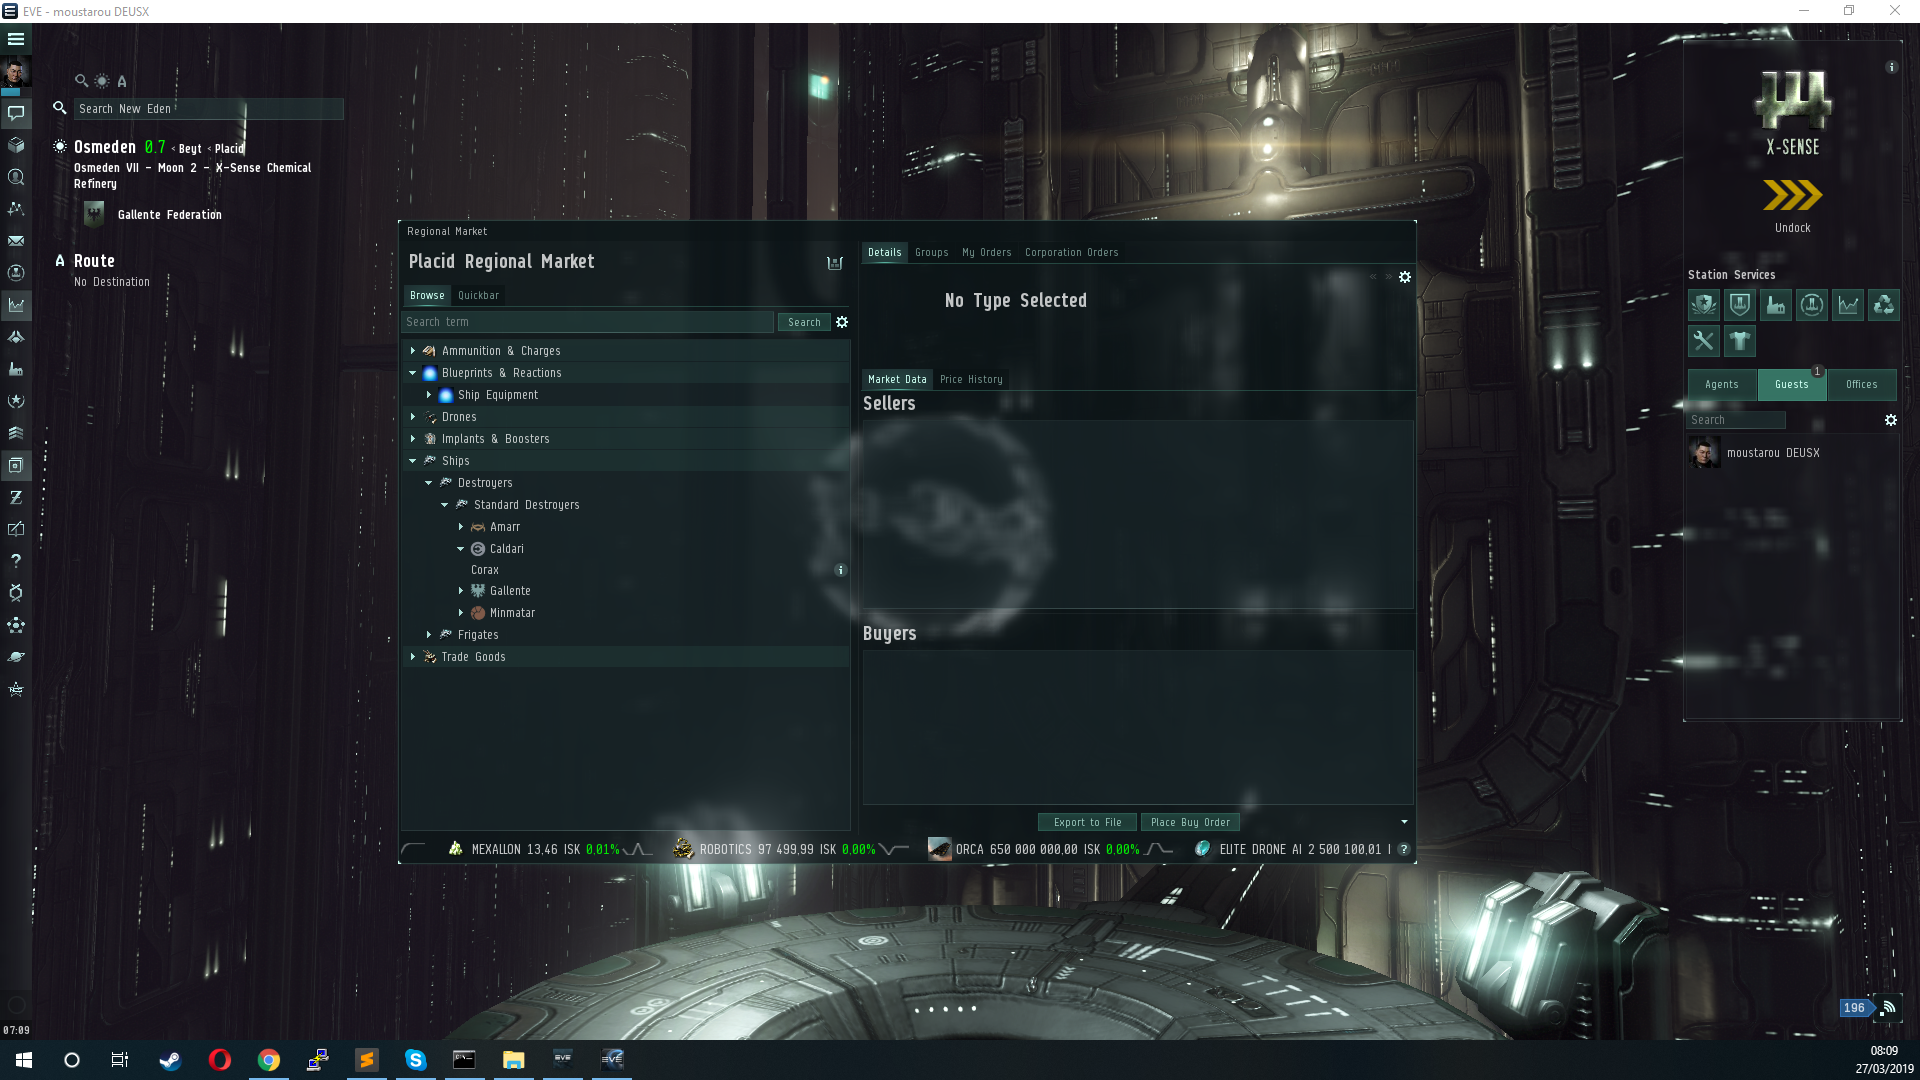 EVE - moustarou DEUSX
Search New Eden
Osmeden 0.7 < Beyt < Placid
Osmeden VII - Moon 2 - X-Sense Chemical
Refinery
Gallente Federation
Route
No Destination
07:09
Regional Market
Placid Regional Market
Browse Quickbar
Search term Search
Ammunition & Charges
Blueprints & Reactions
Ship Equipment
Drones
Implants & Boosters
Ships
Destroyers
Standard Destroyers
Amarr
Caldari
Corax
Gallente
Minmatar
Frigates
Trade Goods
Details Groups My Orders Corporation Orders
No Type Selected
Market Data Price History
Sellers
Buyers
Export to File Place Buy Order
MEXALLON 13,46 ISK 0,01% ROBOTICS 97 499,99 ISK 0,00% ORCA 650 000 000,00 ISK 0,00% ELITE DRONE AI 2 500 100,01 I
X-SENSE
Undock
Station Services
Agents Guests 1 Offices
Search
moustarou DEUSX
196
08:09
27/03/2019